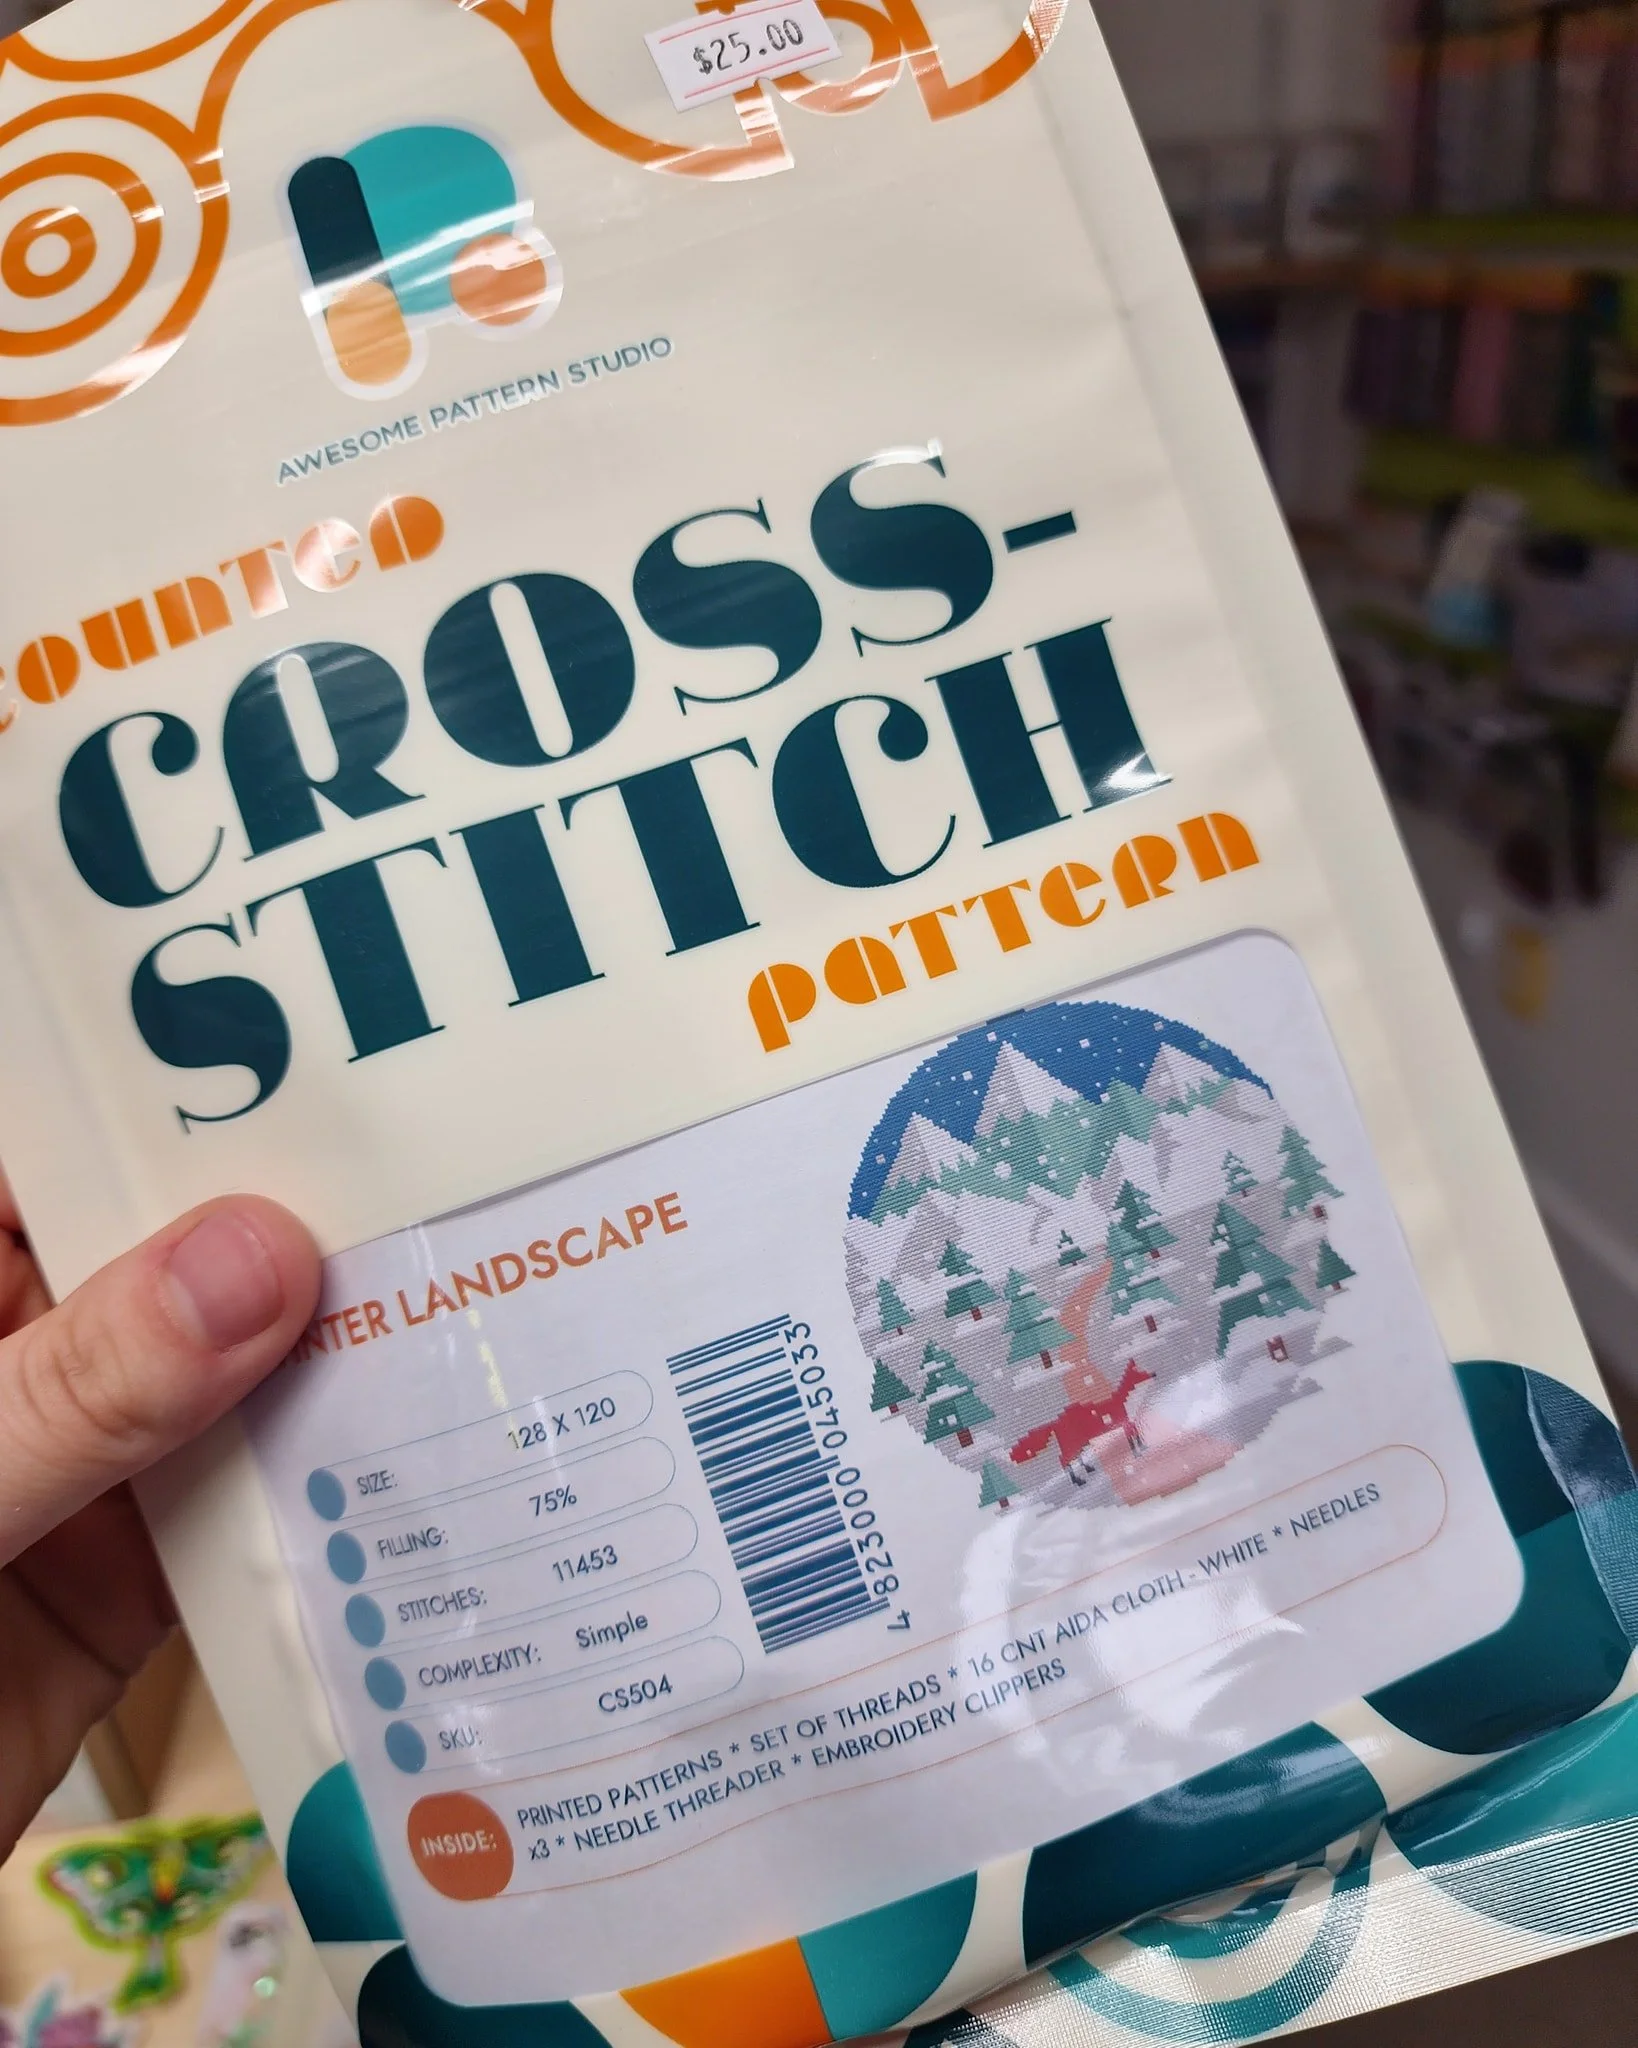 $25.00
AWESOME PATTERN STUDIO
COUNTED
CROSS-
STITCH
PATTERN
LANDSCAPE
SIZE: 128 X 120
FILLING: 75%
STITCHES: 11453
COMPLEXITY: Simple
SKU: CS504
4 823000 045033
INSIDE:
PRINTED PATTERNS * SET OF THREADS * 16 CNT AIDA CLOTH - WHITE * NEEDLES
x3 * NEEDLE THREADER * EMBROIDERY CLIPPERS